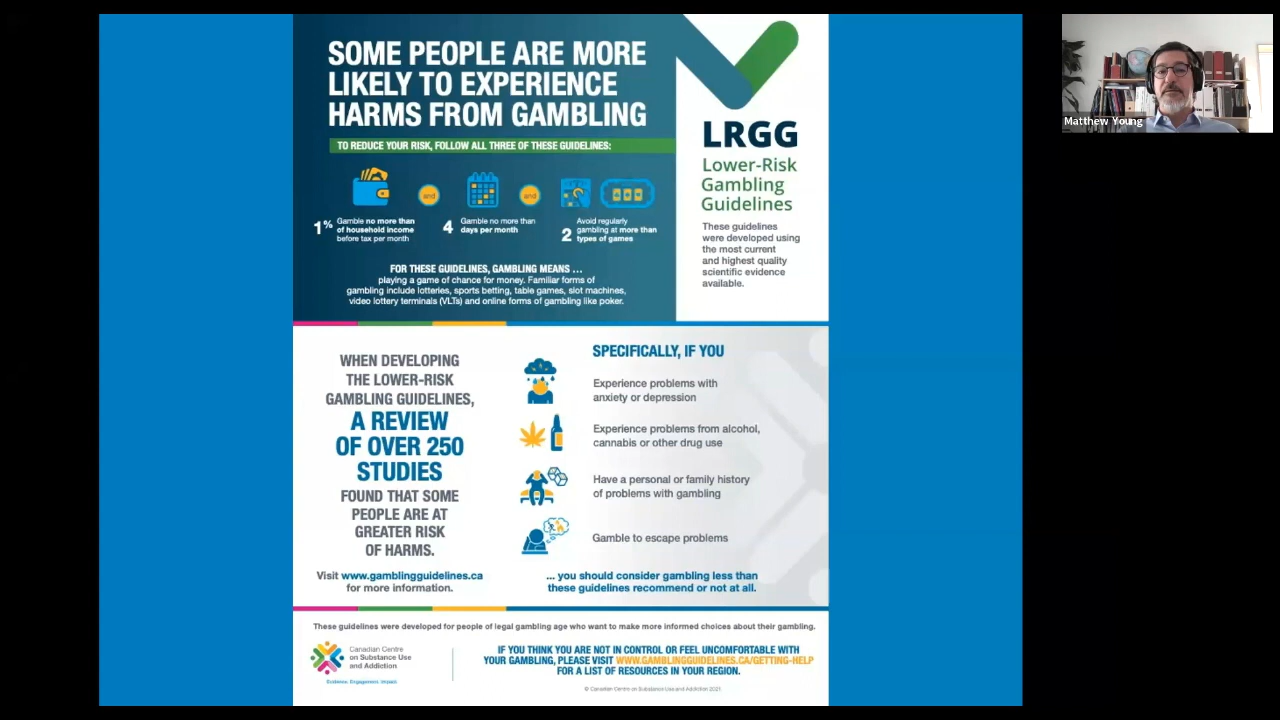 SOME PEOPLE ARE MORE
LIKELY TO EXPERIENCE
HARMS FROM GAMBLING
TO REDUCE YOUR RISK, FOLLOW ALL THREE OF THESE GUIDELINES:
and
and
1%
Gamble no more than
of household income
before tax per month
4
Gamble no more than
days per month
2
Avoid regularly
gambling at more than
types of games
FOR THESE GUIDELINES, GAMBLING MEANS ...
playing a game of chance for money. Familiar forms of
gambling include lotteries, sports betting, table games, slot machines,
video lottery terminals (VLTs) and online forms of gambling like poker.
LRGG
Lower-Risk
Gambling
Guidelines
These guidelines
were developed using
the most current
and highest quality
scientific evidence
available.
WHEN DEVELOPING
THE LOWER-RISK
GAMBLING GUIDELINES,
A REVIEW
OF OVER 250
STUDIES
FOUND THAT SOME
PEOPLE ARE AT
GREATER RISK
OF HARMS.
Visit www.gamblingguidelines.ca
for more information.
SPECIFICALLY, IF YOU
Experience problems with
anxiety or depression
Experience problems from alcohol,
cannabis or other drug use
Have a personal or family history
of problems with gambling
Gamble to escape problems
... you should consider gambling less than
these guidelines recommend or not at all.
These guidelines were developed for people of legal gambling age who want to make more informed choices about their gambling.
Canadian Centre
on Substance Use
and Addiction
Evidence. Engagement. Impact.
IF YOU THINK YOU ARE NOT IN CONTROL OR FEEL UNCOMFORTABLE WITH
YOUR GAMBLING, PLEASE VISIT WWW.GAMBLINGGUIDELINES.CA/GETTING-HELP
FOR A LIST OF RESOURCES IN YOUR REGION.
© Canadian Centre on Substance Use and Addiction 2021
Matthew Young